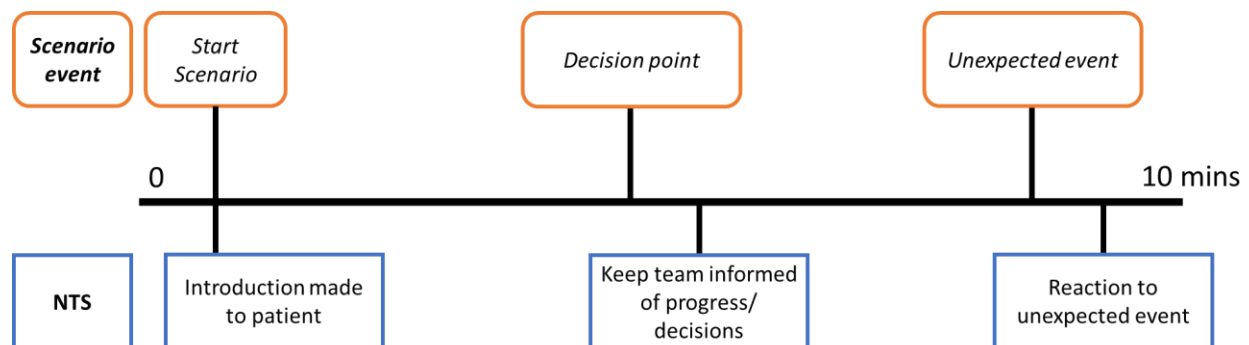 Scenario
event
Start
Scenario
Decision point
Unexpected event
0
10 mins
NTS
Introduction made
to patient
Keep team informed
of progress/
decisions
Reaction to
unexpected event